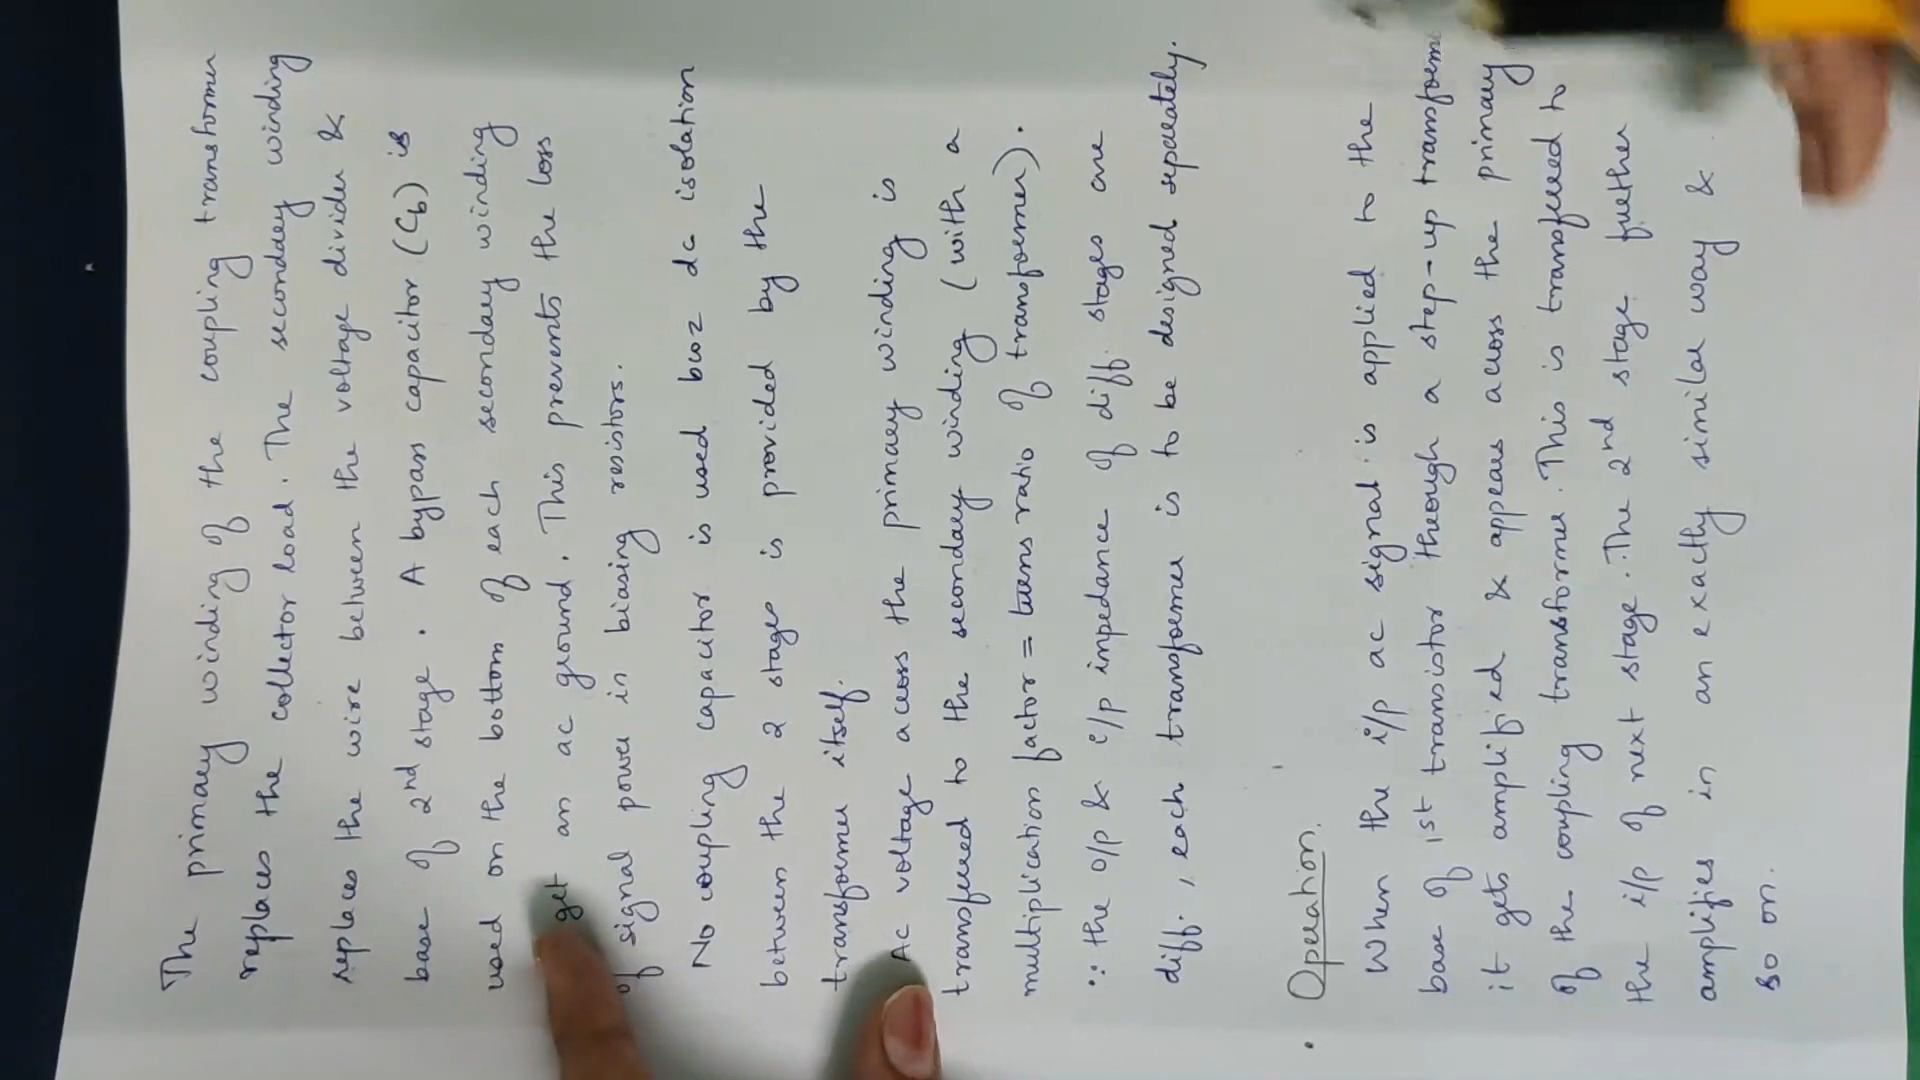 The primary winding of the coupling transformer
replaces the collector load. The secondary winding
replaces the wire between the voltage divider &
base of 2nd stage. A bypass capacitor (Cb) is
used on the bottom of each secondary winding
get an ac ground. This prevents the loss
of signal power in biasing resistors.
No coupling capacitor is used bcoz dc isolation
between the 2 stages is provided by the
transformer itself.
Ac voltage across the primary winding is
transferred to the secondary winding (with a
multiplication factor = turns ratio of transformer).
∵ the o/p & i/p impedance of diff. stages are
diff., each transformer is to be designed separately.
• Operation.
When the i/p ac signal is applied to the
base of 1st transistor through a step-up transform
it gets amplified & appears across the primary
of the coupling transformer. This is transferred to
the i/p of next stage. The 2nd stage further
amplifies in an exactly similar way &
so on.